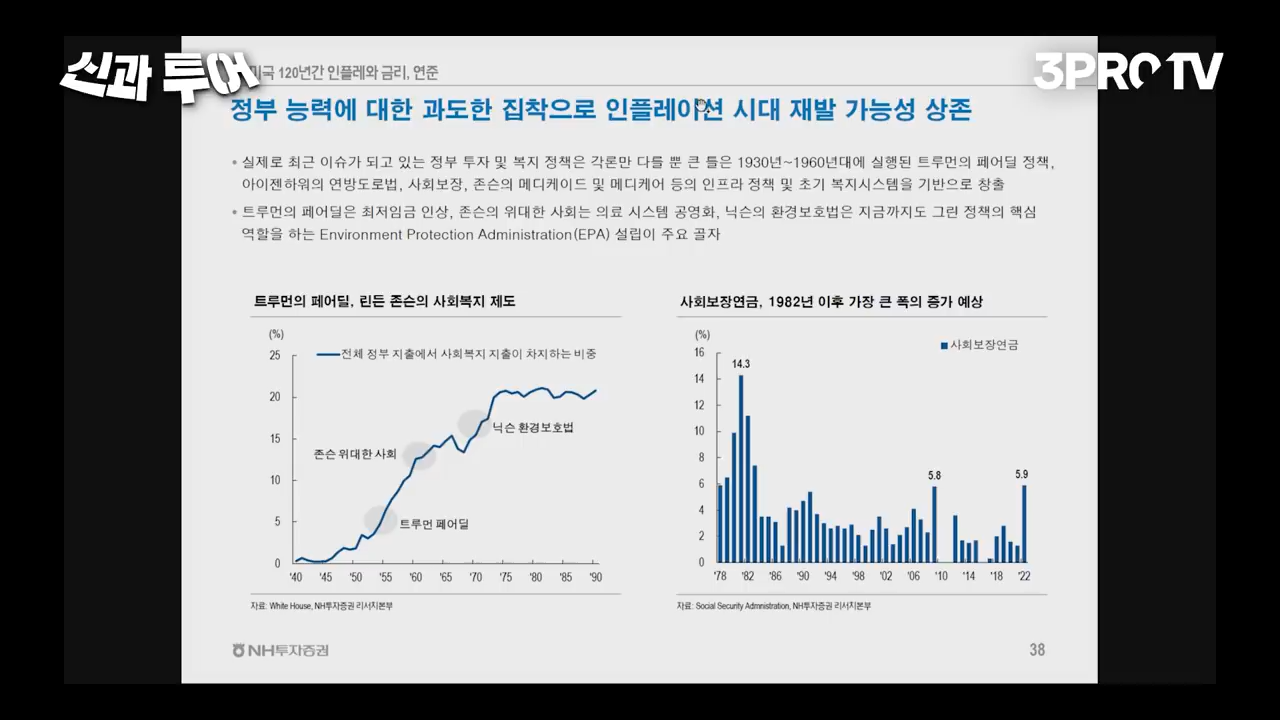 신과 투어
미국 120년간 인플레와 금리, 연준
3PROTV
정부 능력에 대한 과도한 집착으로 인플레이션 시대 재발 가능성 상존
• 실제로 최근 이슈가 되고 있는 정부 투자 및 복지 정책은 각론만 다를 뿐 큰 틀은 1930년~1960년대에 실행된 트루먼의 페어딜 정책,
아이젠하워의 연방도로법, 사회보장, 존슨의 메디케이드 및 메디케어 등의 인프라 정책 및 초기 복지시스템을 기반으로 창출
• 트루먼의 페어딜은 최저임금 인상, 존슨의 위대한 사회는 의료 시스템 공영화, 닉슨의 환경보호법은 지금까지도 그린 정책의 핵심
역할을 하는 Environment Protection Administration(EPA) 설립이 주요 골자
트루먼의 페어딜, 린든 존슨의 사회복지 제도
(%)
전체 정부 지출에서 사회복지 지출이 차지하는 비중
25
20
15
10
5
0
닉슨 환경보호법
존슨 위대한 사회
트루먼 페어딜
'40 '45 '50 '55 '60 '65 '70 '75 '80 '85 '90
자료: White House, NH투자증권 리서치본부
사회보장연금, 1982년 이후 가장 큰 폭의 증가 예상
(%)
사회보장연금
16
14
12
10
8
6
4
2
0
14.3
5.8
5.9
'78 '82 '86 '90 '94 '98 '02 '06 '10 '14 '18 '22
자료: Social Security Admnistration, NH투자증권 리서치본부
NH투자증권
38